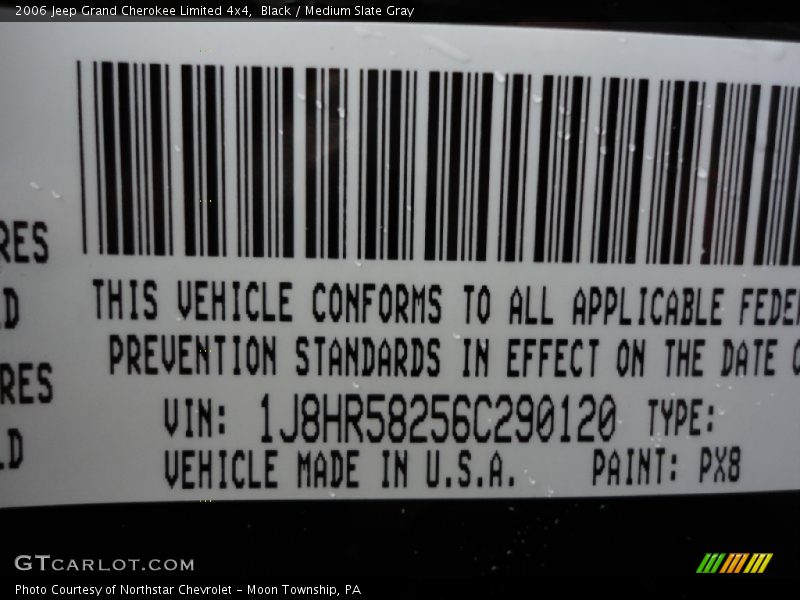 2006 Jeep Grand Cherokee Limited 4x4,  Black / Medium Slate Gray
RES
THIS VEHICLE CONFORMS TO ALL APPLICABLE FEDER
D
PREVENTION STANDARDS IN EFFECT ON THE DATE O
RES
VIN: 1J8HR58256C290120 TYPE:
D
VEHICLE MADE IN U.S.A. PAINT: PX8
GTCARLOT.COM
Photo Courtesy of Northstar Chevrolet - Moon Township, PA